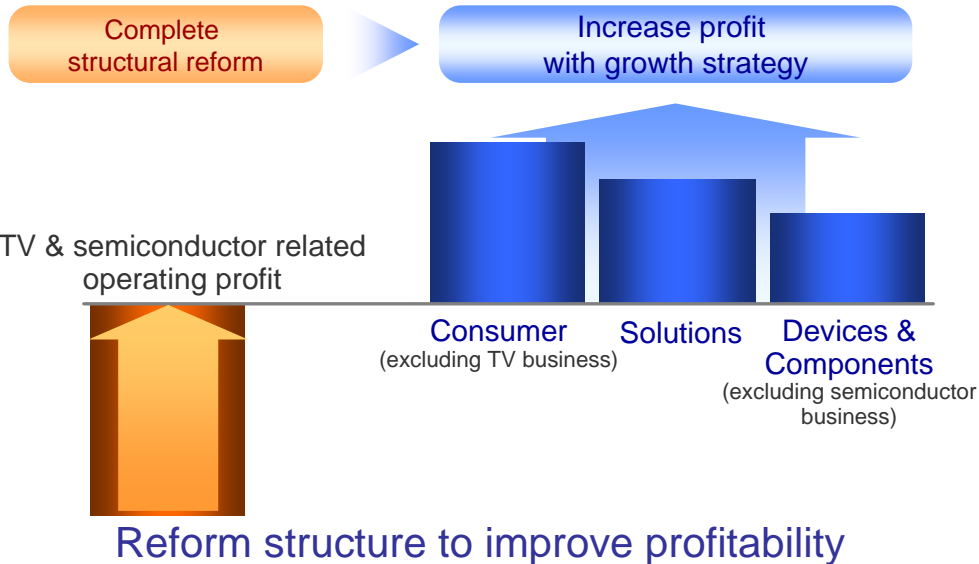 Complete
structural reform
Increase profit
with growth strategy
TV & semiconductor related
operating profit
Consumer
(excluding TV business)
Solutions
Devices &
Components
(excluding semiconductor
business)
Reform structure to improve profitability